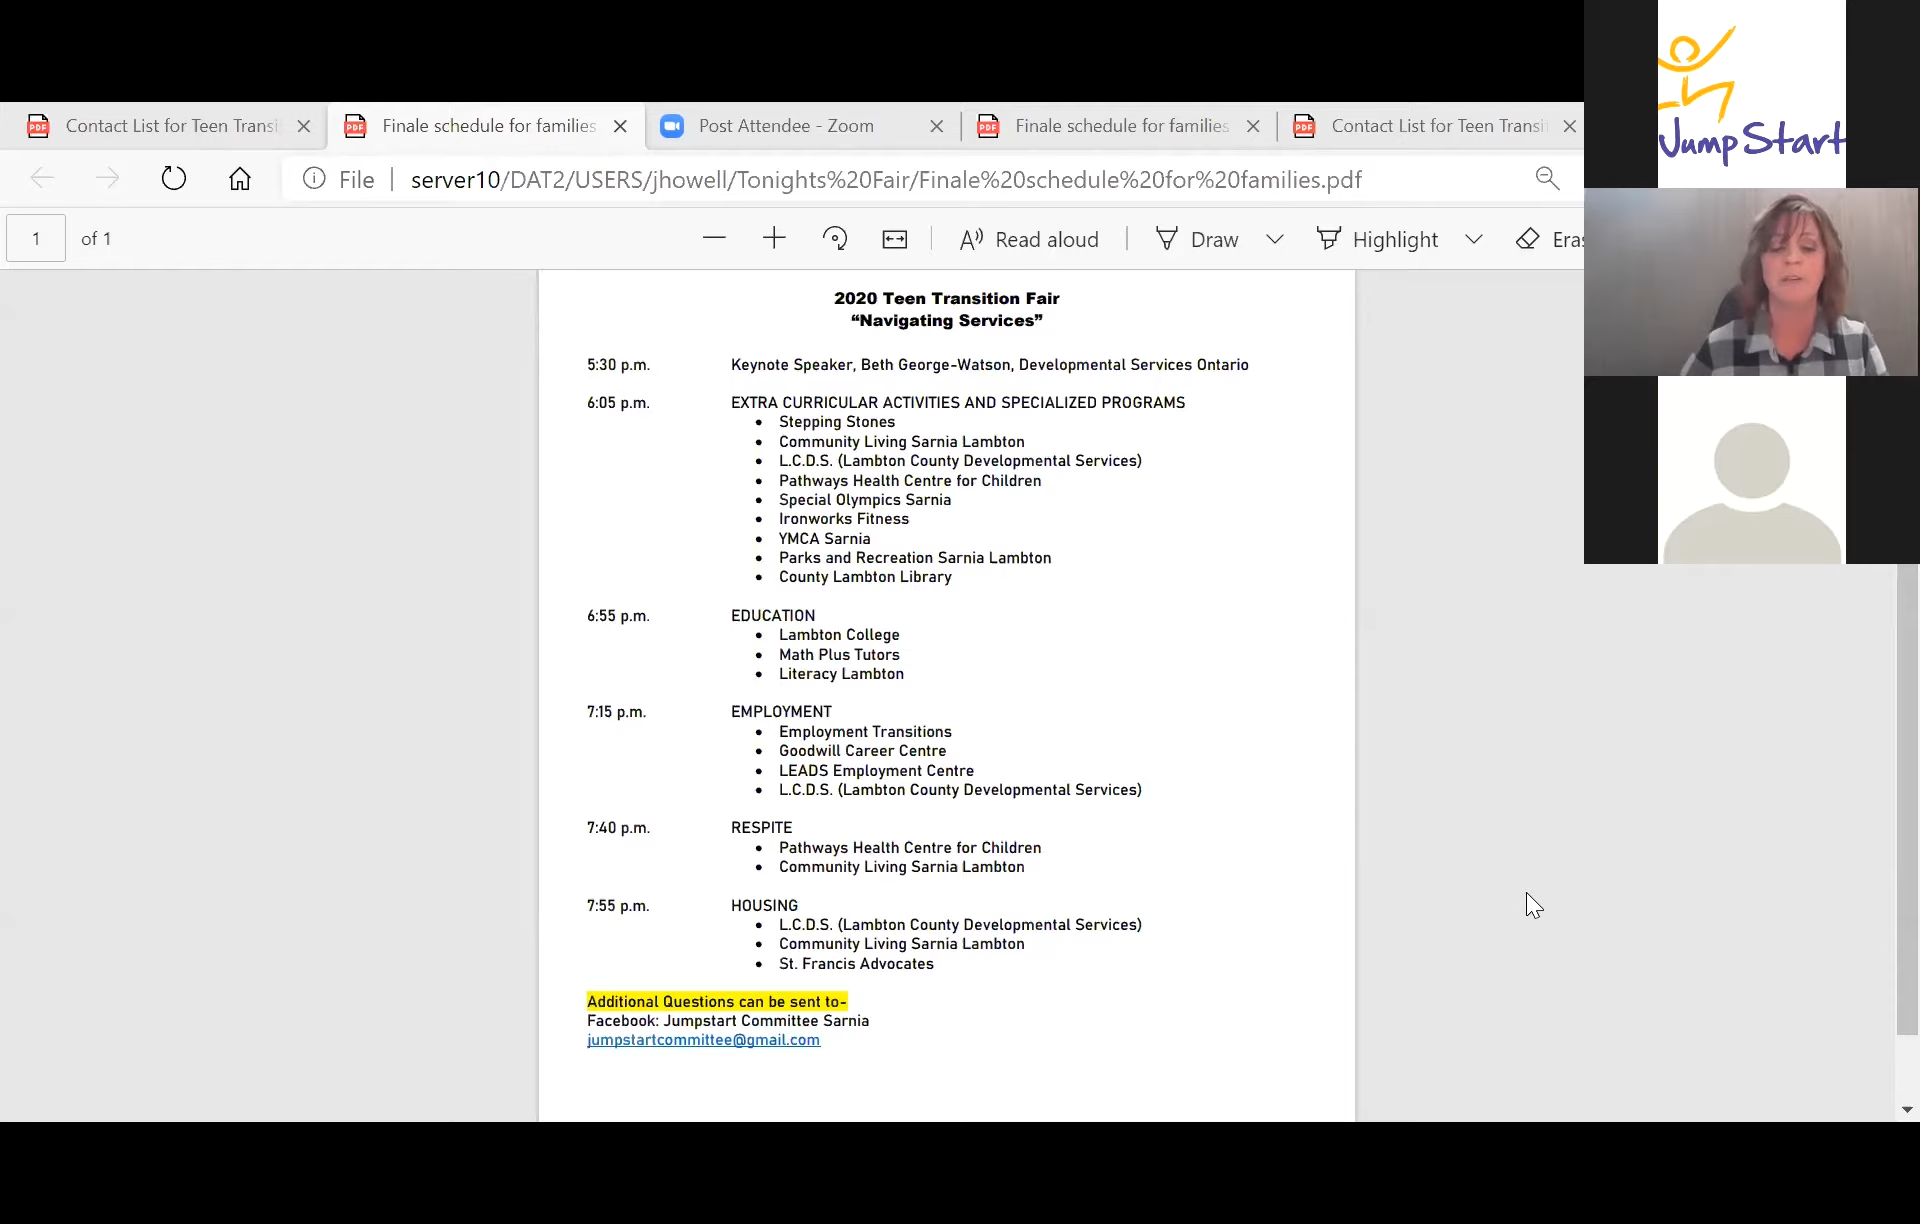 Contact List for Teen Transi
Finale schedule for families
Post Attendee - Zoom
Finale schedule for families
Contact List for Teen Transi
File
server10/DAT2/USERS/jhowell/Tonights%20Fair/Finale%20schedule%20for%20families.pdf
1 of 1
Read aloud
Draw
Highlight
Eras
JumpStart
2020 Teen Transition Fair
“Navigating Services”
5:30 p.m. Keynote Speaker, Beth George-Watson, Developmental Services Ontario
6:05 p.m. EXTRA CURRICULAR ACTIVITIES AND SPECIALIZED PROGRAMS
• Stepping Stones
• Community Living Sarnia Lambton
• L.C.D.S. (Lambton County Developmental Services)
• Pathways Health Centre for Children
• Special Olympics Sarnia
• Ironworks Fitness
• YMCA Sarnia
• Parks and Recreation Sarnia Lambton
• County Lambton Library
6:55 p.m. EDUCATION
• Lambton College
• Math Plus Tutors
• Literacy Lambton
7:15 p.m. EMPLOYMENT
• Employment Transitions
• Goodwill Career Centre
• LEADS Employment Centre
• L.C.D.S. (Lambton County Developmental Services)
7:40 p.m. RESPITE
• Pathways Health Centre for Children
• Community Living Sarnia Lambton
7:55 p.m. HOUSING
• L.C.D.S. (Lambton County Developmental Services)
• Community Living Sarnia Lambton
• St. Francis Advocates
Additional Questions can be sent to-
Facebook: Jumpstart Committee Sarnia
jumpstartcommittee@gmail.com